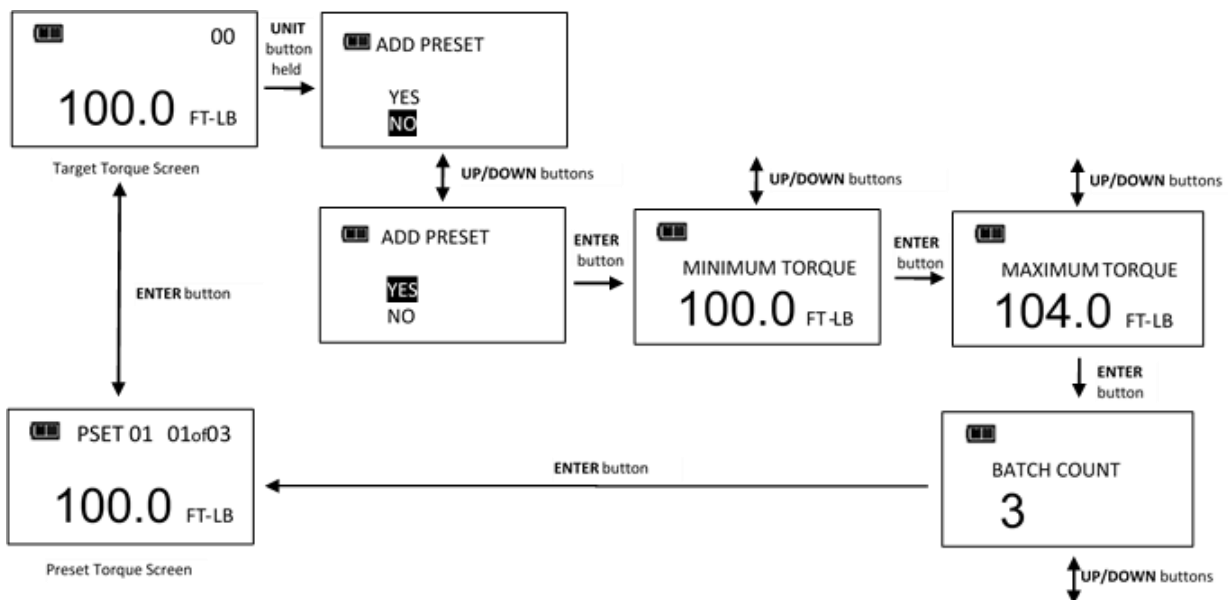 00
100.0 FT-LB
Target Torque Screen
UNIT
button
held
ADD PRESET
YES
NO
UP/DOWN buttons
ADD PRESET
YES
NO
ENTER
button
UP/DOWN buttons
MINIMUM TORQUE
100.0 FT-LB
ENTER
button
UP/DOWN buttons
MAXIMUM TORQUE
104.0 FT-LB
ENTER
button
BATCH COUNT
3
UP/DOWN buttons
ENTER button
ENTER button
PSET 01 01of03
100.0 FT-LB
Preset Torque Screen